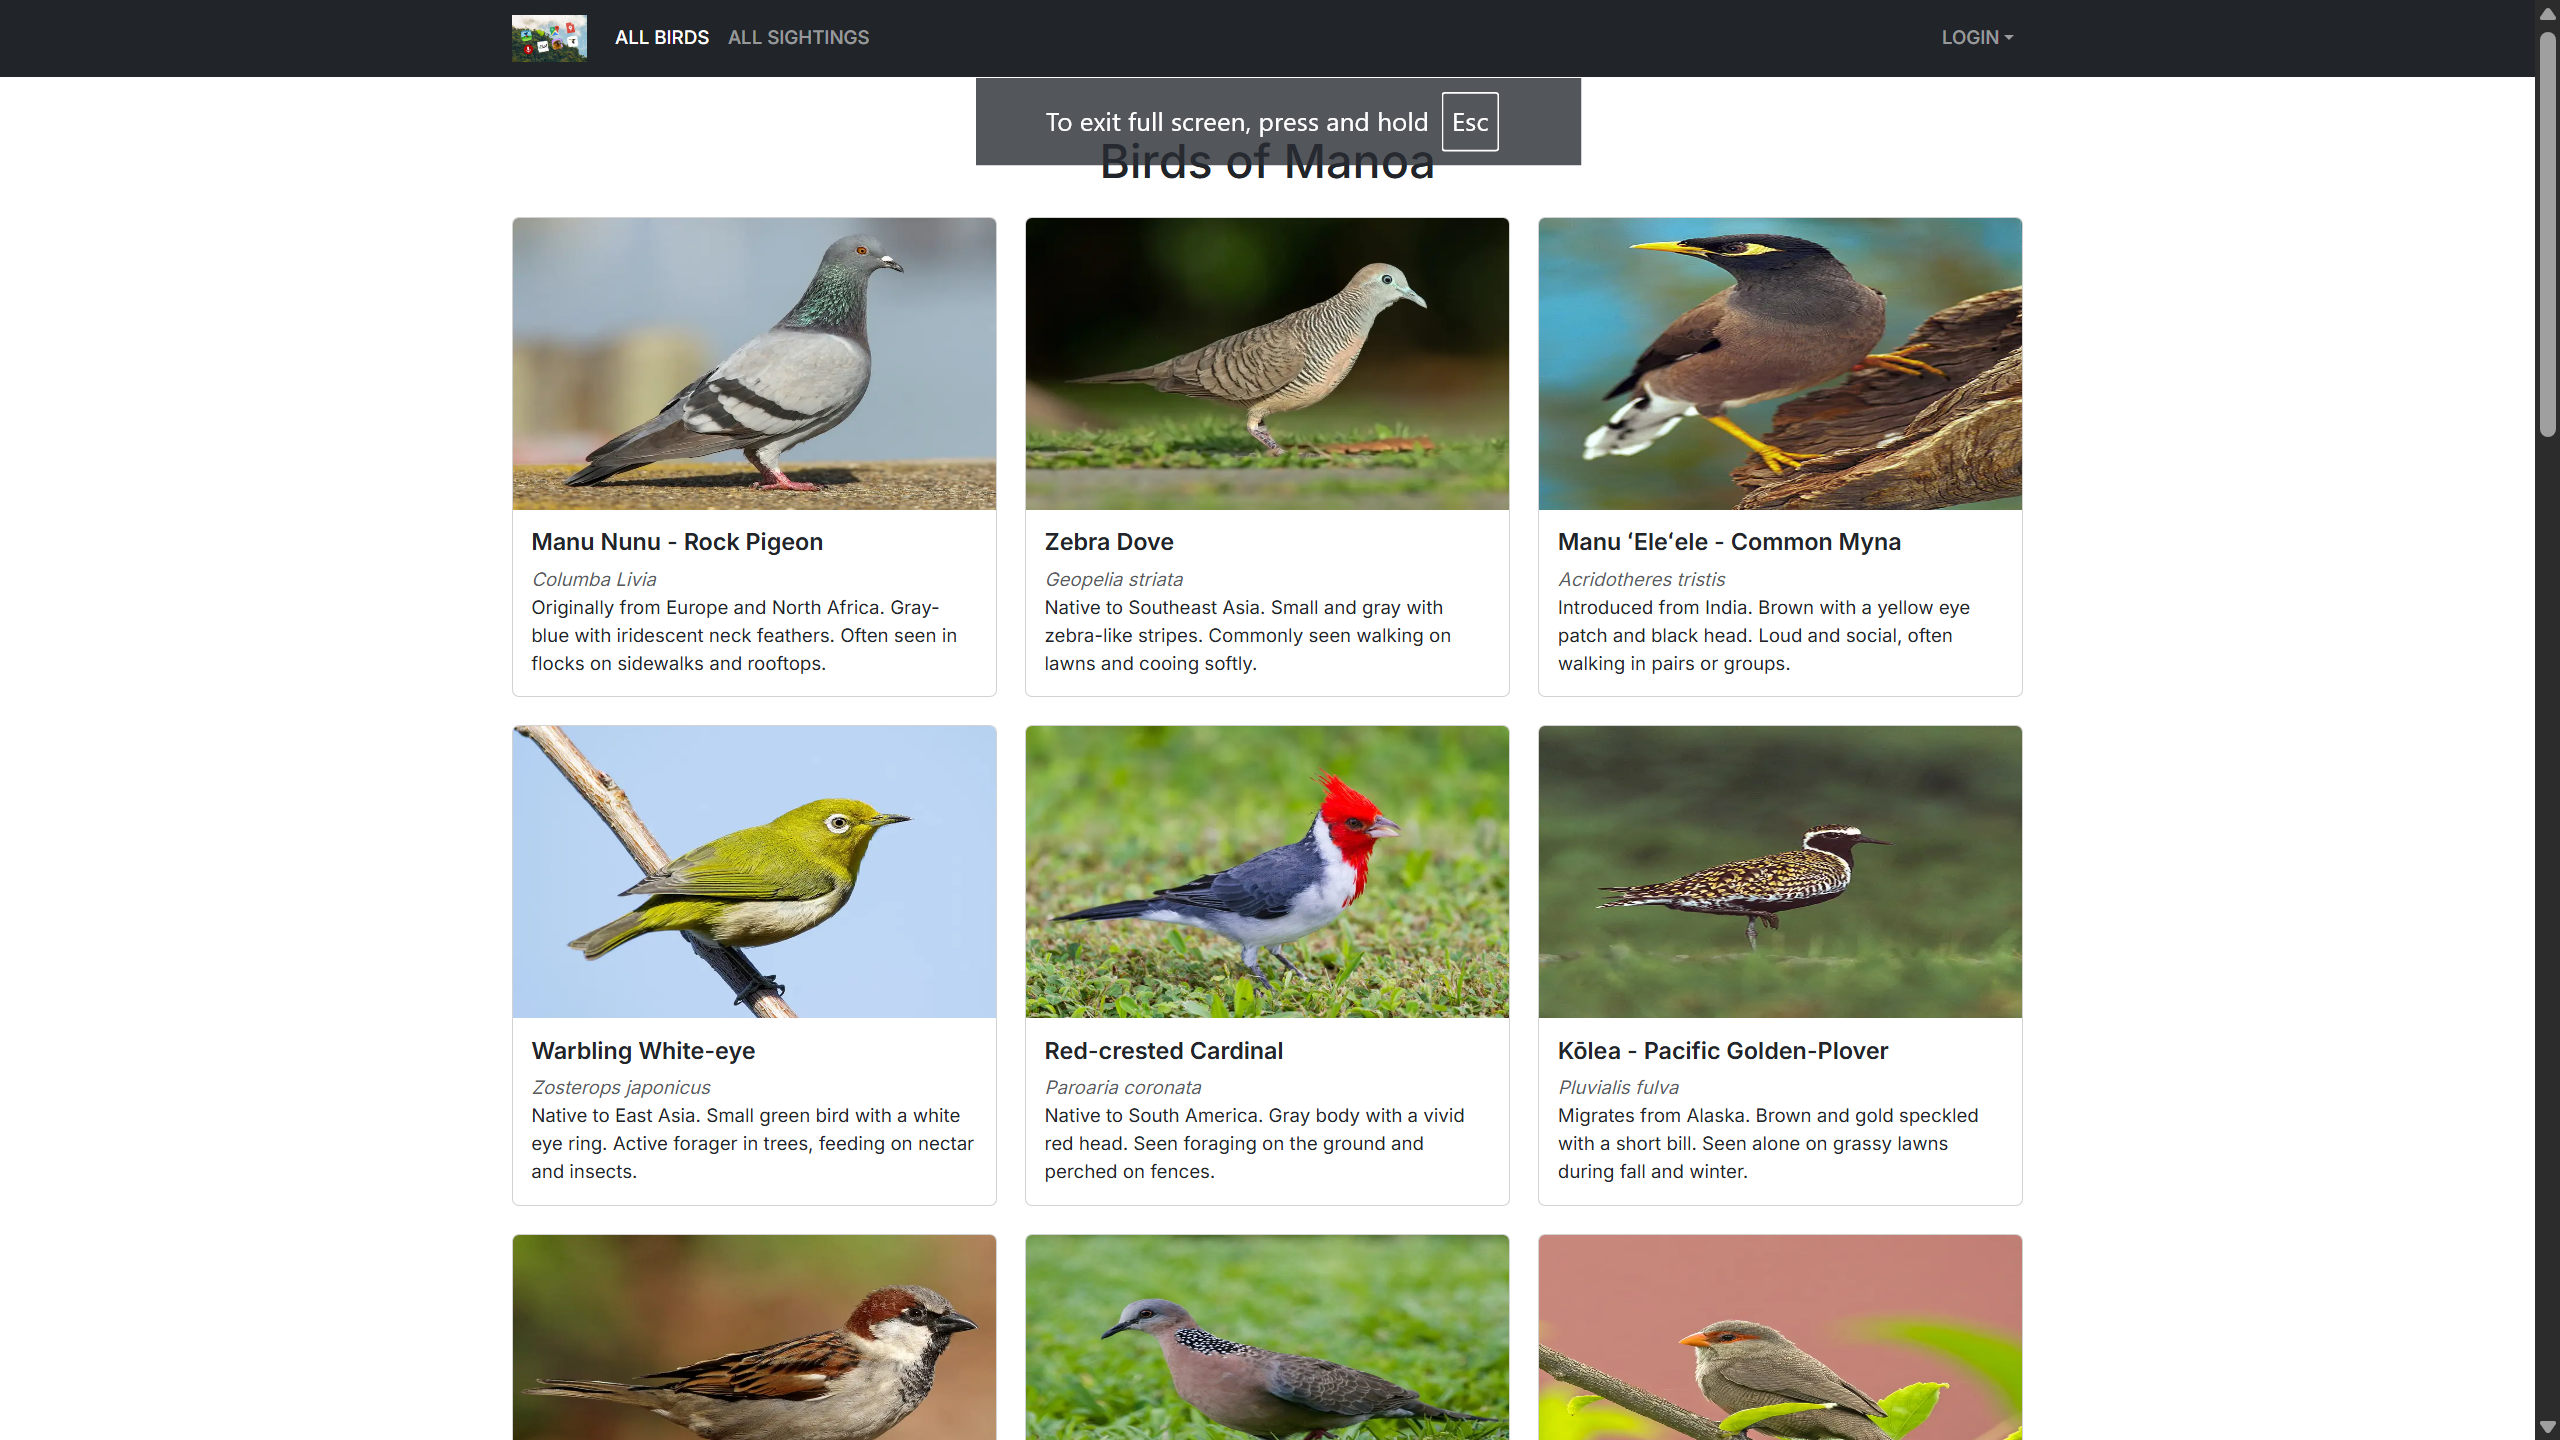 ALL BIRDS
ALL SIGHTINGS
LOGIN
To exit full screen, press and hold Esc
Birds of Manoa
Manu Nunu - Rock Pigeon
Columba Livia
Originally from Europe and North Africa. Gray-
blue with iridescent neck feathers. Often seen in
flocks on sidewalks and rooftops.
Zebra Dove
Geopelia striata
Native to Southeast Asia. Small and gray with
zebra-like stripes. Commonly seen walking on
lawns and cooing softly.
Manu ʻEleʻele - Common Myna
Acridotheres tristis
Introduced from India. Brown with a yellow eye
patch and black head. Loud and social, often
walking in pairs or groups.
Warbling White-eye
Zosterops japonicus
Native to East Asia. Small green bird with a white
eye ring. Active forager in trees, feeding on nectar
and insects.
Red-crested Cardinal
Paroaria coronata
Native to South America. Gray body with a vivid
red head. Seen foraging on the ground and
perched on fences.
Kōlea - Pacific Golden-Plover
Pluvialis fulva
Migrates from Alaska. Brown and gold speckled
with a short bill. Seen alone on grassy lawns
during fall and winter.